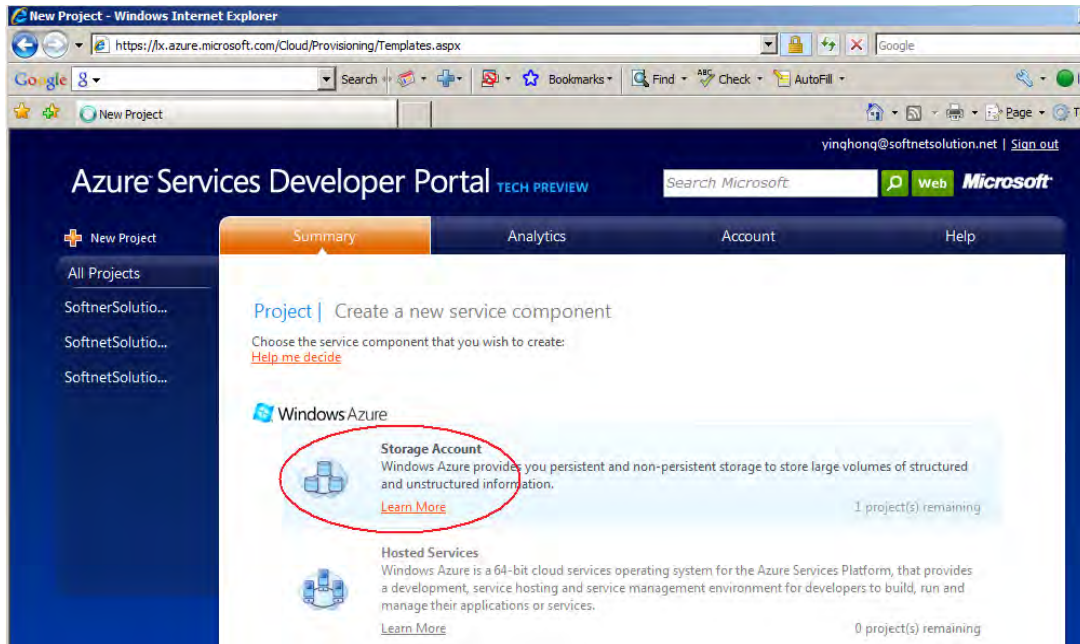 New Project - Windows Internet Explorer
https://lx.azure.microsoft.com/Cloud/Provisioning/Templates.aspx
Google
Google
Search
Bookmarks
Find
Check
AutoFill
New Project
Page
yinghong@softnetsolution.net | Sign out
Azure Services Developer Portal TECH PREVIEW
Search Microsoft
Web
Microsoft
New Project
Summary
Analytics
Account
Help
All Projects
SoftnerSolutio...
SoftnetSolutio...
SoftnetSolutio...
Project | Create a new service component
Choose the service component that you wish to create:
Help me decide
Windows Azure
Storage Account
Windows Azure provides you persistent and non-persistent storage to store large volumes of structured
and unstructured information.
Learn More
1 project(s) remaining
Hosted Services
Windows Azure is a 64-bit cloud services operating system for the Azure Services Platform, that provides
a development, service hosting and service management environment for developers to build, run and
manage their applications or services.
Learn More
0 project(s) remaining